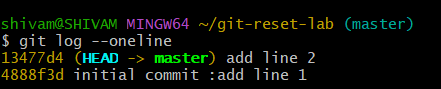 shivam@SHIVAM MINGW64 ~/git-reset-lab (master)
$ git log --oneline
13477d4 (HEAD -> master) add line 2
4888f3d initial commit :add line 1